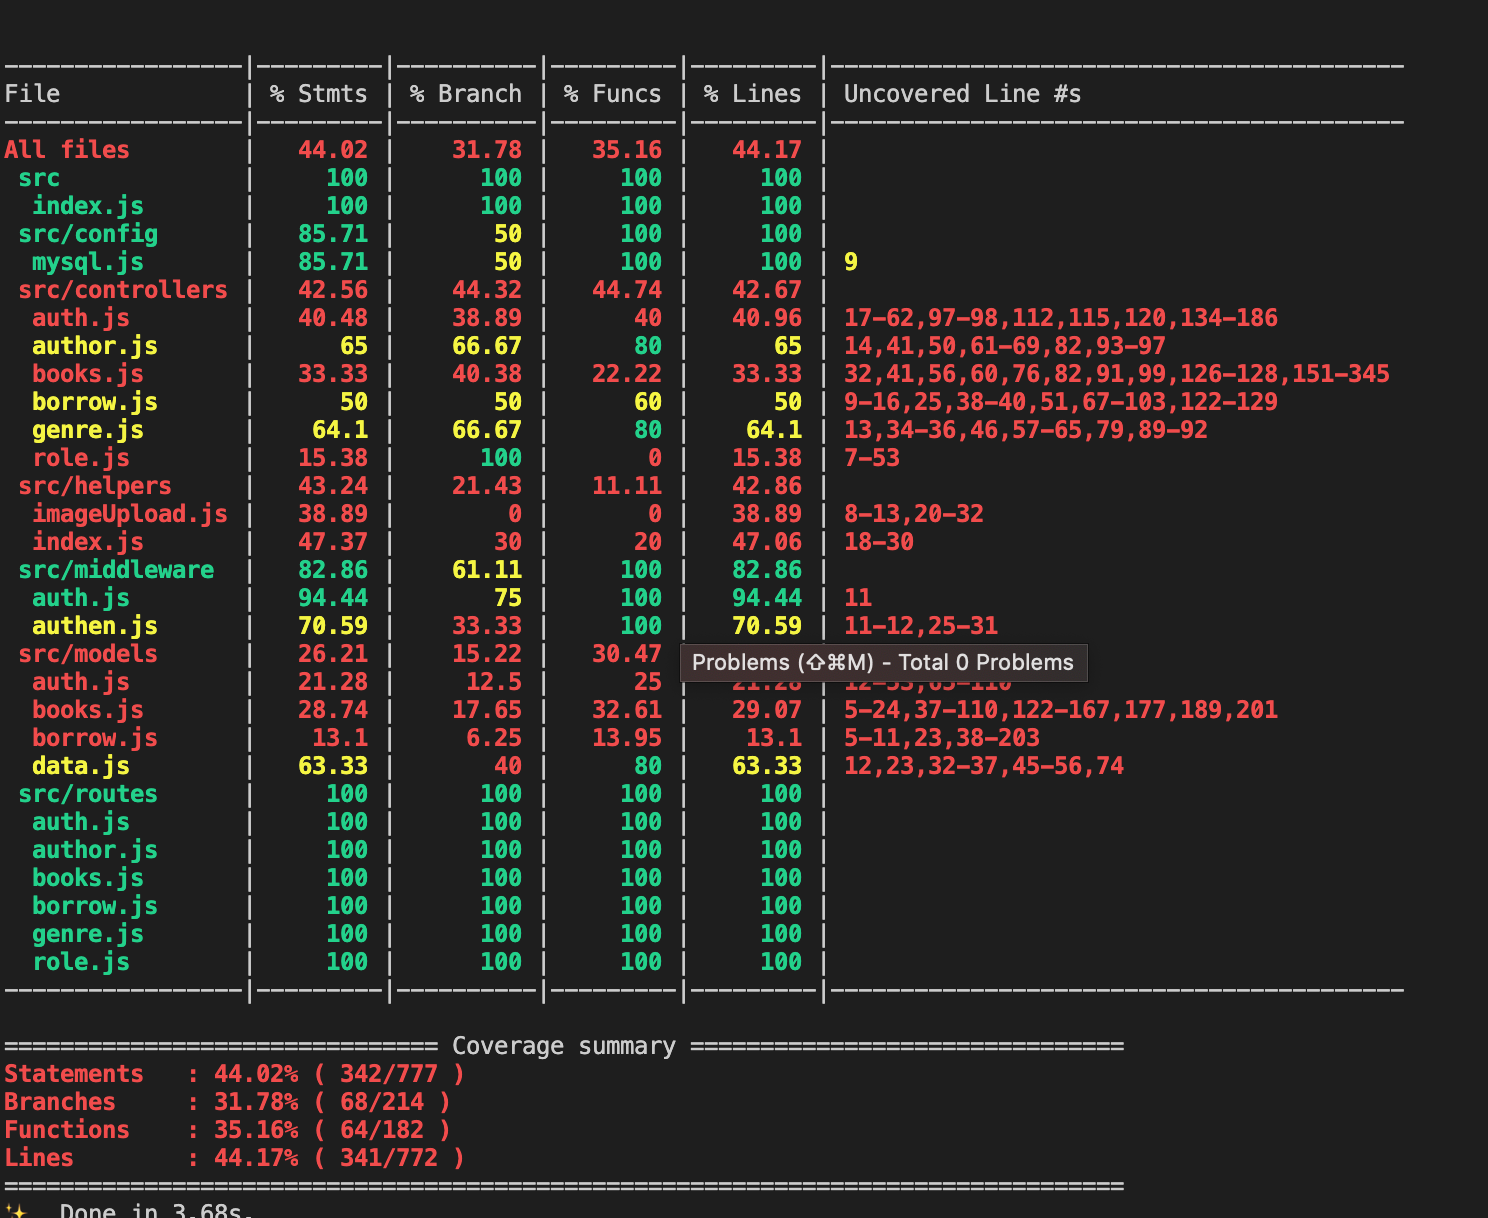 File | % Stmts | % Branch | % Funcs | % Lines | Uncovered Line #s
All files | 44.02 | 31.78 | 35.16 | 44.17 |
src | 100 | 100 | 100 | 100 |
index.js | 100 | 100 | 100 | 100 |
src/config | 85.71 | 50 | 100 | 100 |
mysql.js | 85.71 | 50 | 100 | 100 | 9
src/controllers | 42.56 | 44.32 | 44.74 | 42.67 |
auth.js | 40.48 | 38.89 | 40 | 40.96 | 17-62,97-98,112,115,120,134-186
author.js | 65 | 66.67 | 80 | 65 | 14,41,50,61-69,82,93-97
books.js | 33.33 | 40.38 | 22.22 | 33.33 | 32,41,56,60,76,82,91,99,126-128,151-345
borrow.js | 50 | 50 | 60 | 50 | 9-16,25,38-40,51,67-103,122-129
genre.js | 64.1 | 66.67 | 80 | 64.1 | 13,34-36,46,57-65,79,89-92
role.js | 15.38 | 100 | 0 | 15.38 | 7-53
src/helpers | 43.24 | 21.43 | 11.11 | 42.86 |
imageUpload.js | 38.89 | 0 | 0 | 38.89 | 8-13,20-32
index.js | 47.37 | 30 | 20 | 47.06 | 18-30
src/middleware | 82.86 | 61.11 | 100 | 82.86 |
auth.js | 94.44 | 75 | 100 | 94.44 | 11
authen.js | 70.59 | 33.33 | 100 | 70.59 | 11-12,25-31
src/models | 26.21 | 15.22 | 30.47
Problems (⇧⌘M) - Total 0 Problems
auth.js | 21.28 | 12.5 | 25 | 21.28 |
books.js | 28.74 | 17.65 | 32.61 | 29.07 | 5-24,37-110,122-167,177,189,201
borrow.js | 13.1 | 6.25 | 13.95 | 13.1 | 5-11,23,38-203
data.js | 63.33 | 40 | 80 | 63.33 | 12,23,32-37,45-56,74
src/routes | 100 | 100 | 100 | 100 |
auth.js | 100 | 100 | 100 | 100 |
author.js | 100 | 100 | 100 | 100 |
books.js | 100 | 100 | 100 | 100 |
borrow.js | 100 | 100 | 100 | 100 |
genre.js | 100 | 100 | 100 | 100 |
role.js | 100 | 100 | 100 | 100 |
=============================== Coverage summary ===============================
Statements : 44.02% ( 342/777 )
Branches : 31.78% ( 68/214 )
Functions : 35.16% ( 64/182 )
Lines : 44.17% ( 341/772 )
================================================================================
✨ Done in 3.68s.